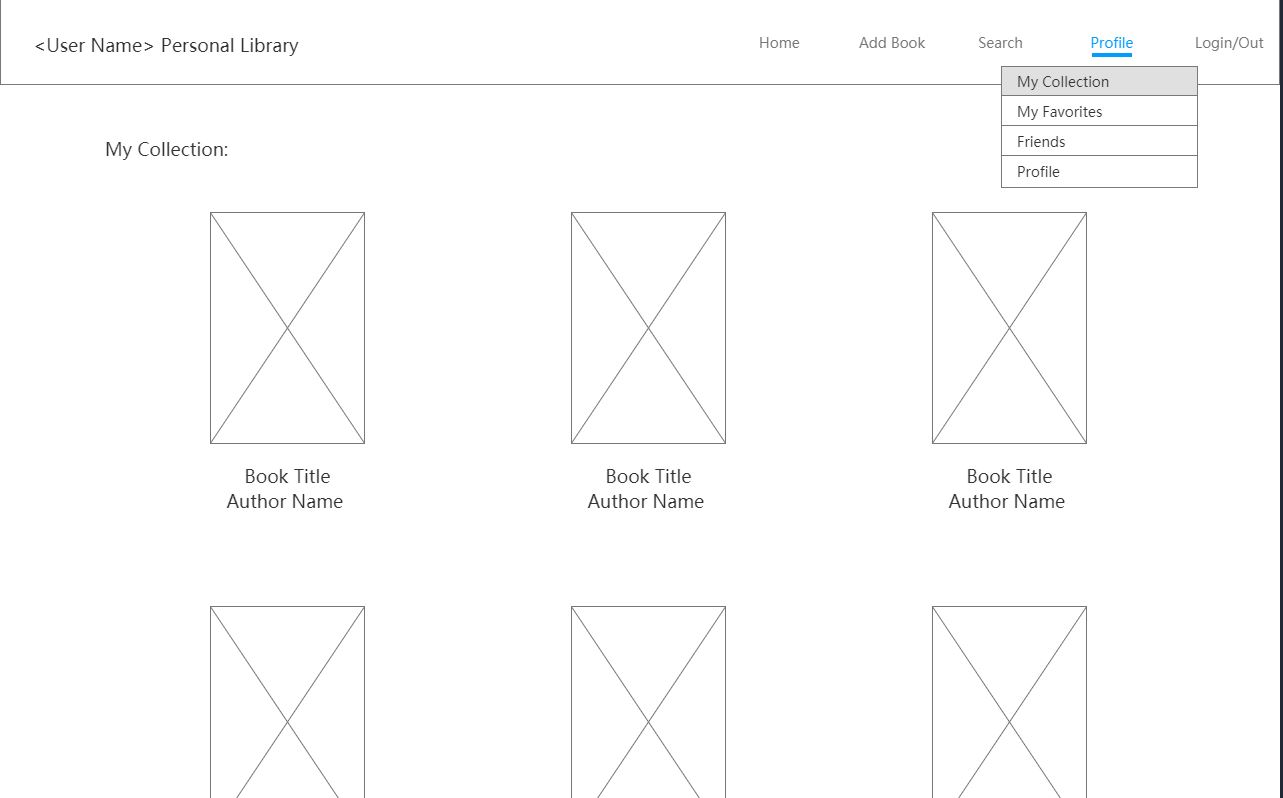 <User Name> Personal Library
Home
Add Book
Search
Profile
Login/Out
My Collection
My Favorites
Friends
Profile
My Collection:
Book Title
Author Name
Book Title
Author Name
Book Title
Author Name